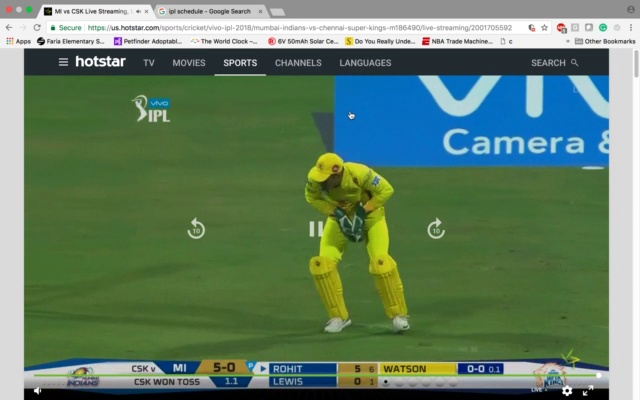 MI vs CSK Live Streaming,
ipl schedule - Google Search
Secure
https://us.hotstar.com/sports/cricket/vivo-ipl-2018/mumbai-indians-vs-chennai-super-kings-m186490/live-streaming/2001705592
Apps
Faria Elementary S...
Petfinder Adoptabl...
The World Clock –...
6V 50mAh Solar Ce...
Do You Really Unde...
NBA Trade Machine...
c
Other Bookmarks
hotstar
TV
MOVIES
SPORTS
CHANNELS
LANGUAGES
SEARCH
vivo
IPL
Camera &
10
10
CSK v MI 5-0 P
ROHIT 5 6
WATSON 0-0 0.1
CSK WON TOSS 1.1
LEWIS 0 1
INDIANS
LIVE